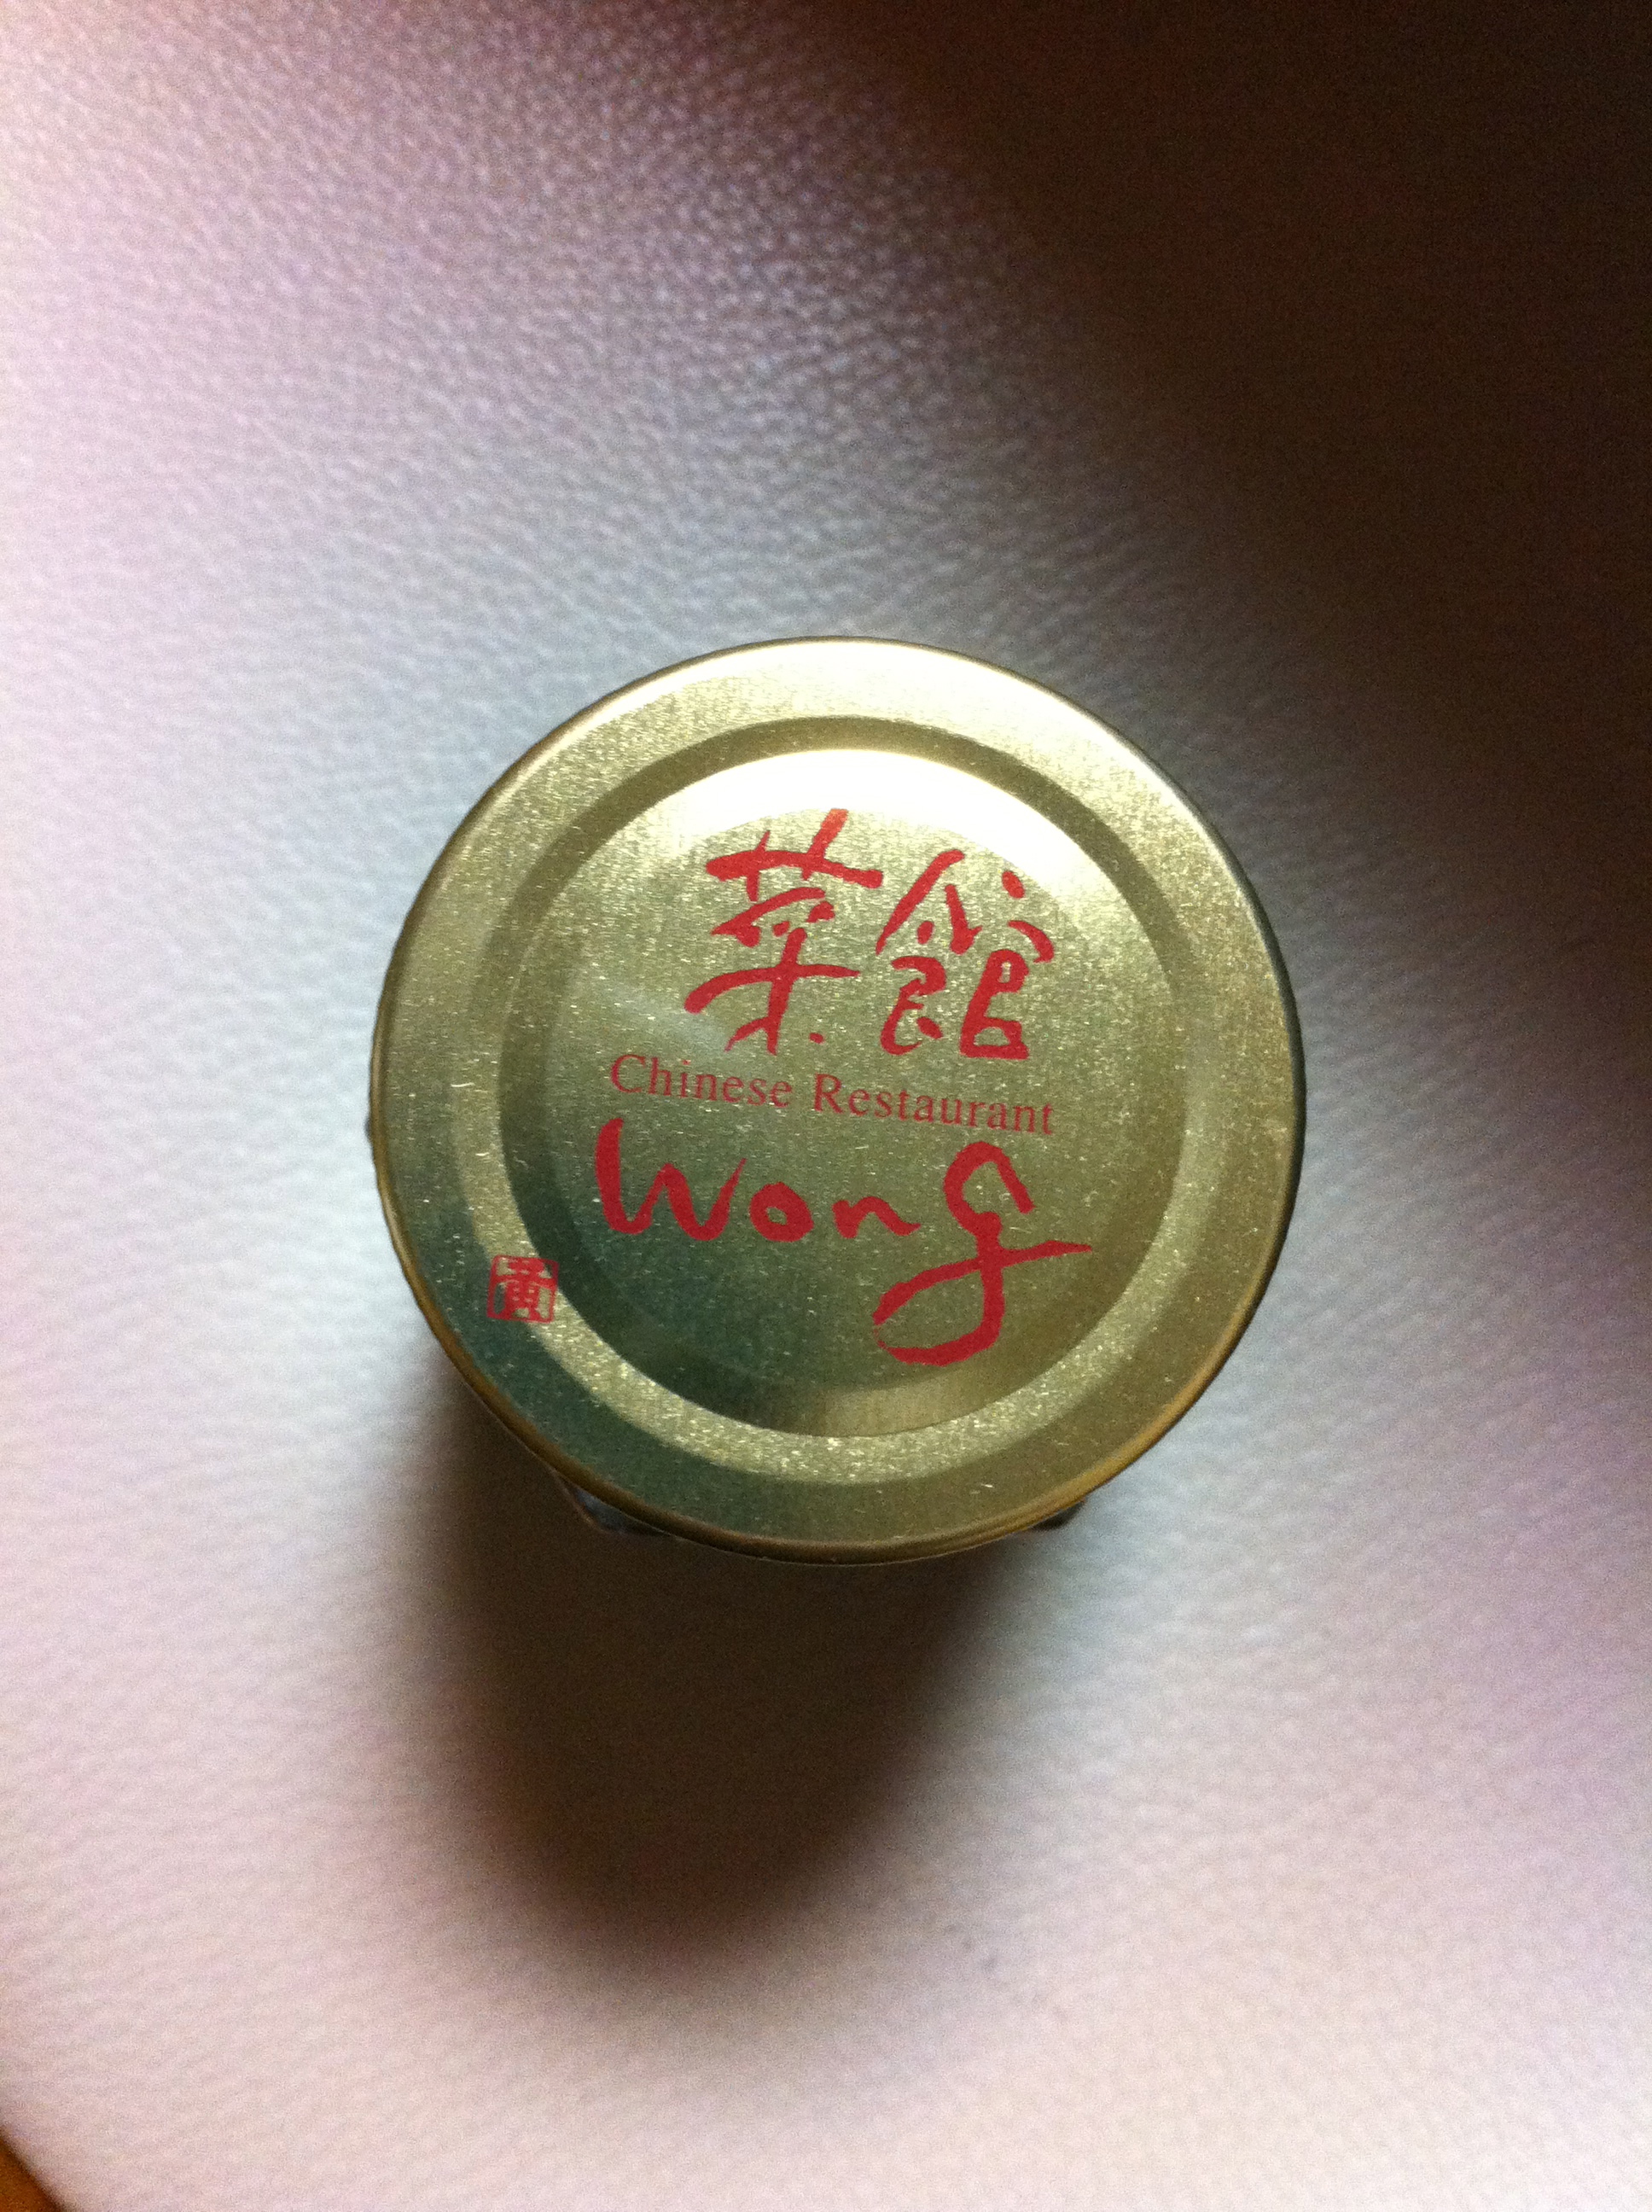 菜館
Chinese Restaurant
Wong
黄